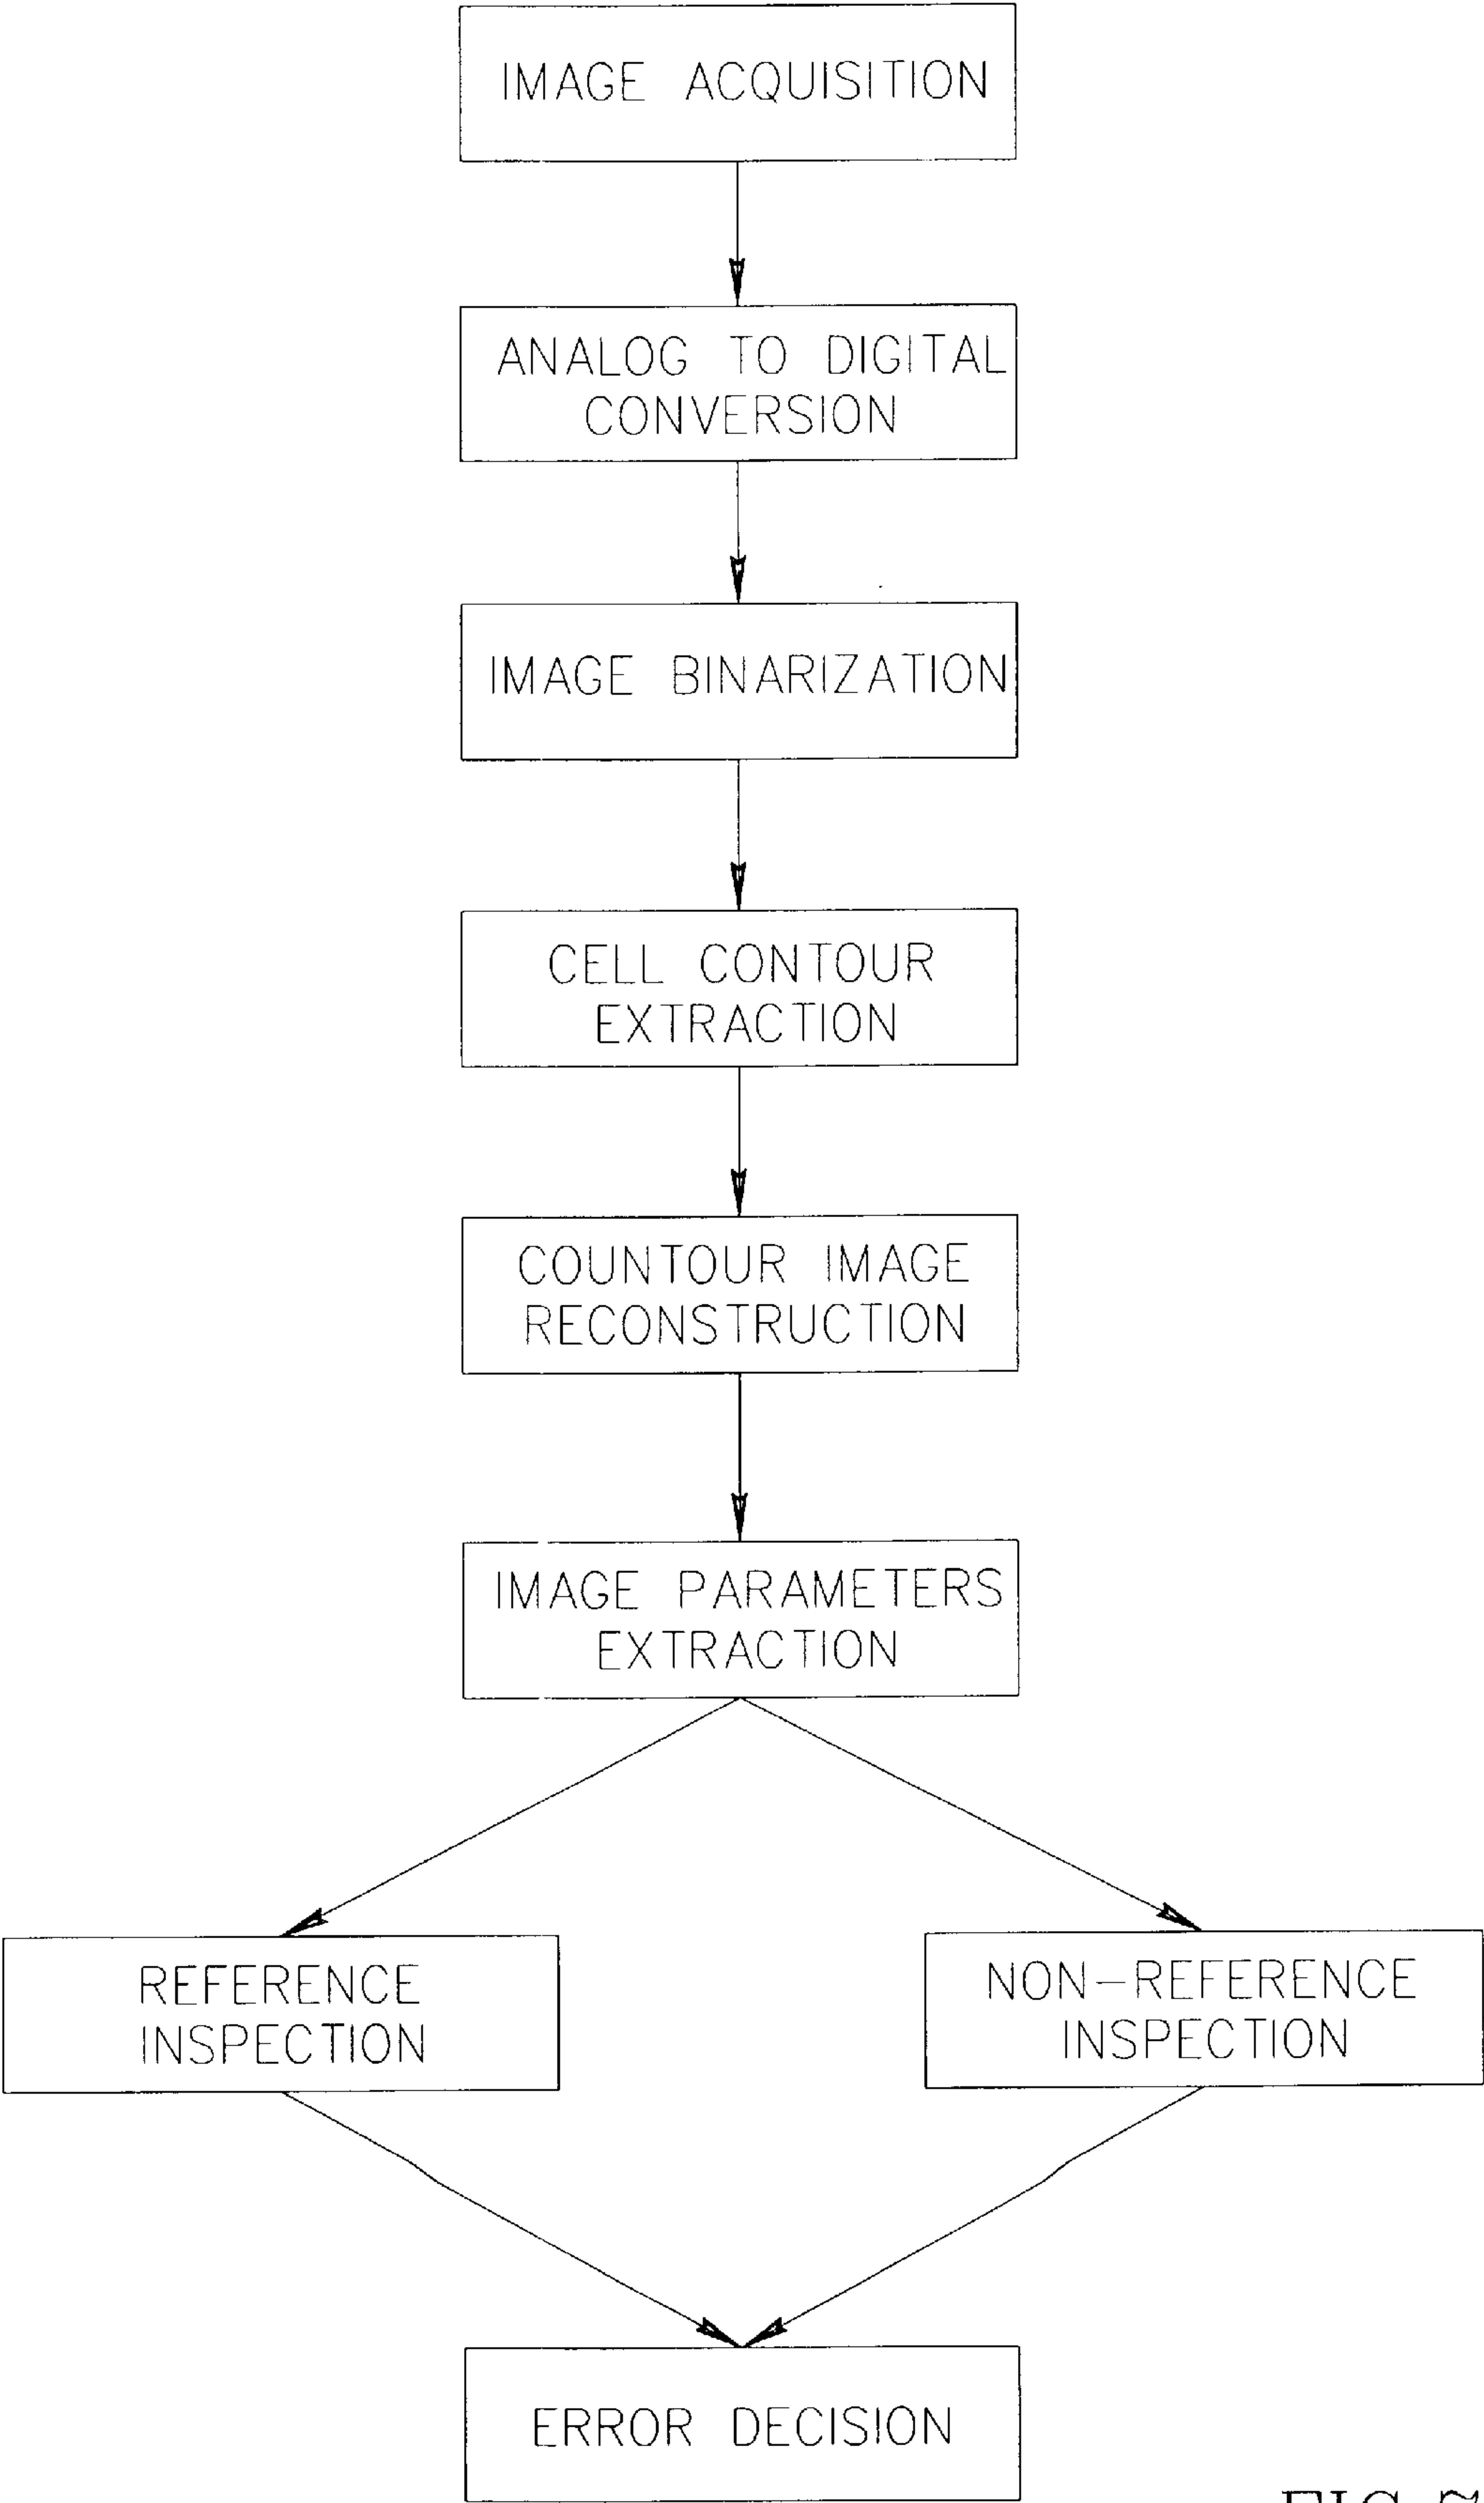 IMAGE ACQUISITION
ANALOG TO DIGITAL
CONVERSION
IMAGE BINARIZATION
CELL CONTOUR
EXTRACTION
COUNTOUR IMAGE
RECONSTRUCTION
IMAGE PARAMETERS
EXTRACTION
REFERENCE
INSPECTION
NON-REFERENCE
INSPECTION
ERROR DECISION